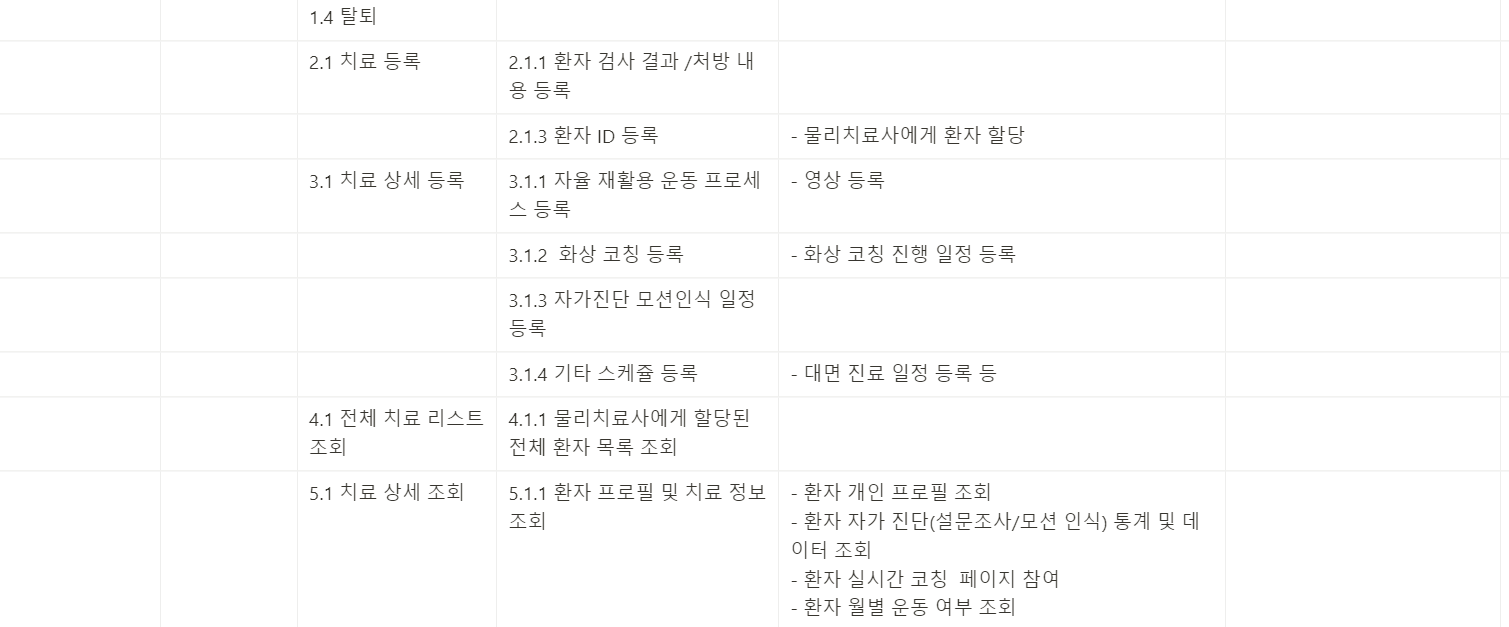 1.4 탈퇴
2.1 치료 등록
2.1.1 환자 검사 결과 /처방 내
용 등록
2.1.3 환자 ID 등록
- 물리치료사에게 환자 할당
3.1 치료 상세 등록
3.1.1 자율 재활용 운동 프로세
스 등록
- 영상 등록
3.1.2  화상 코칭 등록
- 화상 코칭 진행 일정 등록
3.1.3 자가진단 모션인식 일정
등록
3.1.4 기타 스케쥴 등록
- 대면 진료 일정 등록 등
4.1 전체 치료 리스트
조회
4.1.1 물리치료사에게 할당된
전체 환자 목록 조회
5.1 치료 상세 조회
5.1.1 환자 프로필 및 치료 정보
조회
- 환자 개인 프로필 조회
- 환자 자가 진단(설문조사/모션 인식) 통계 및 데
이터 조회
- 환자 실시간 코칭  페이지 참여
- 환자 월별 운동 여부 조회